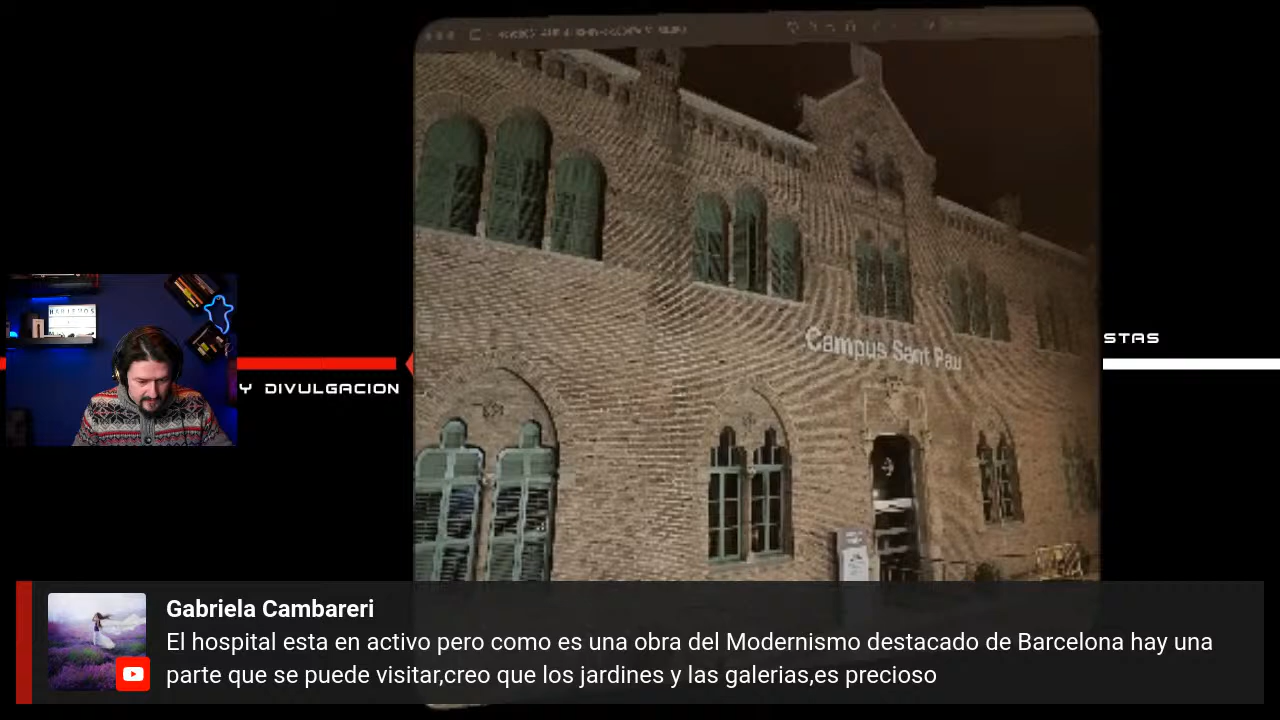 HABLEMOS
Campus Sant Pau
STAS
Y DIVULGACION
Gabriela Cambareri
El hospital esta en activo pero como es una obra del Modernismo destacado de Barcelona hay una
parte que se puede visitar,creo que los jardines y las galerias,es precioso